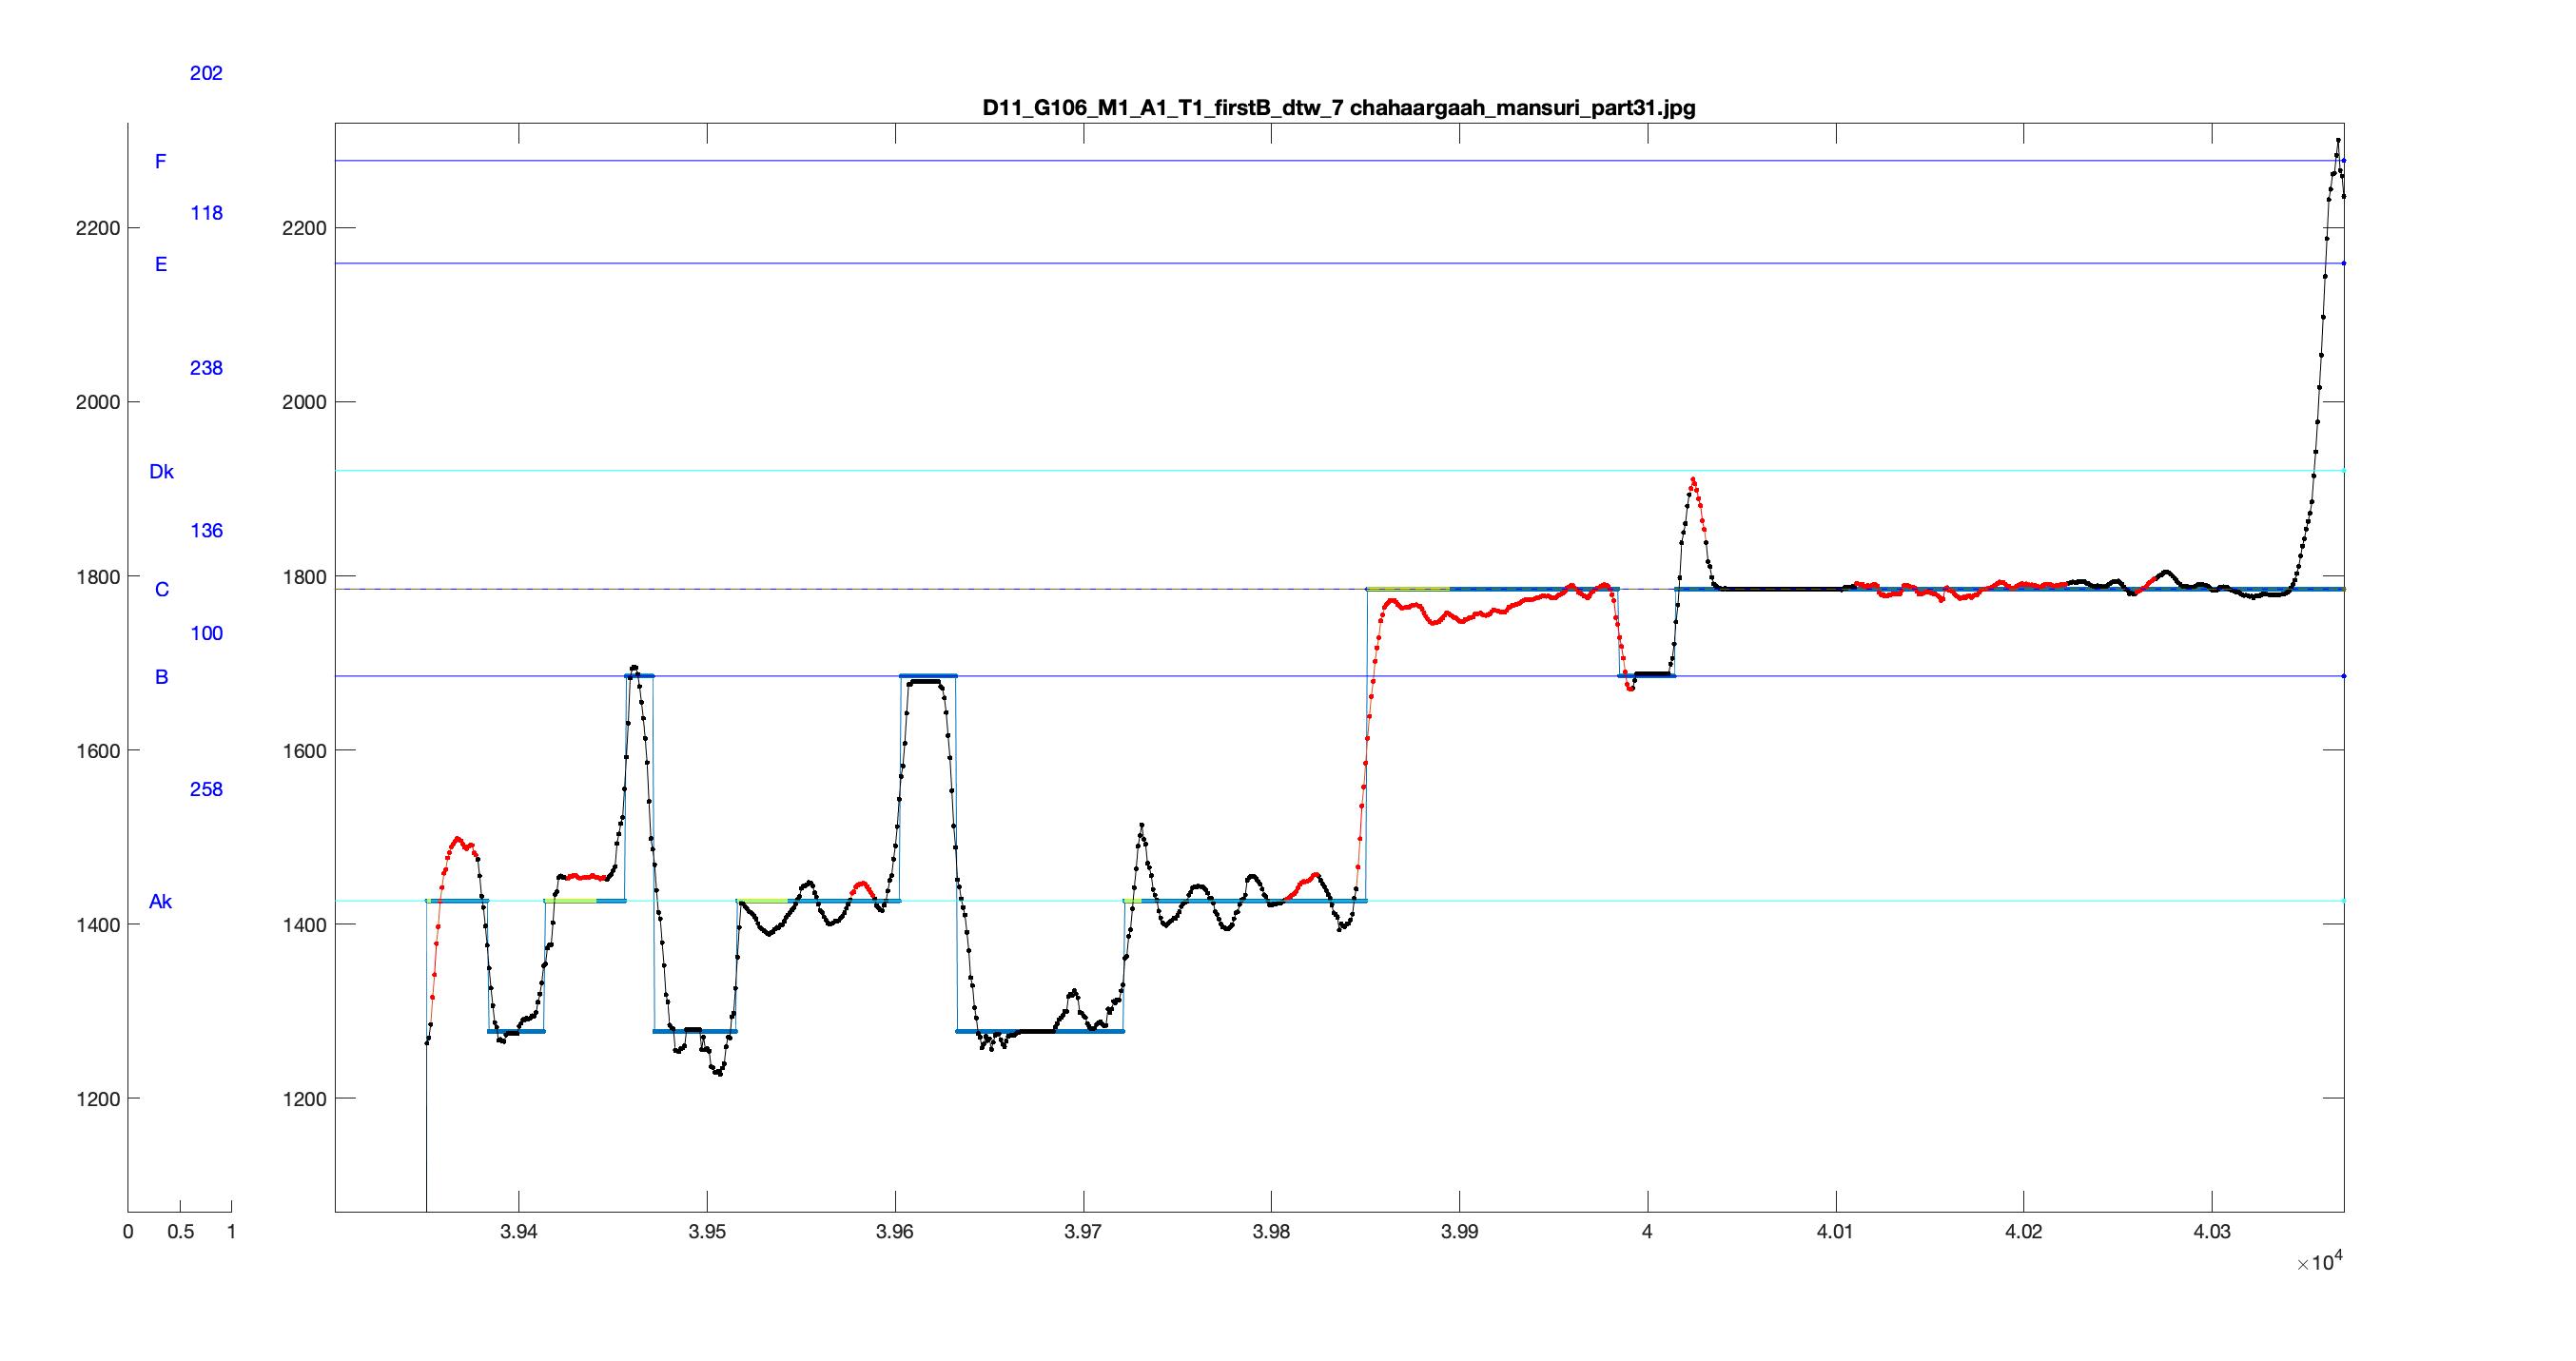 202
D11_G106_M1_A1_T1_firstB_dtw_7 chahaargaah_mansuri_part31.jpg
F
118
2200
2200
E
238
2000
2000
Dk
136
1800
1800
C
100
B
1600
1600
258
Ak
1400
1400
1200
1200
0 0.5 1
3.94 3.95 3.96 3.97 3.98 3.99 4 4.01 4.02 4.03
×10^4